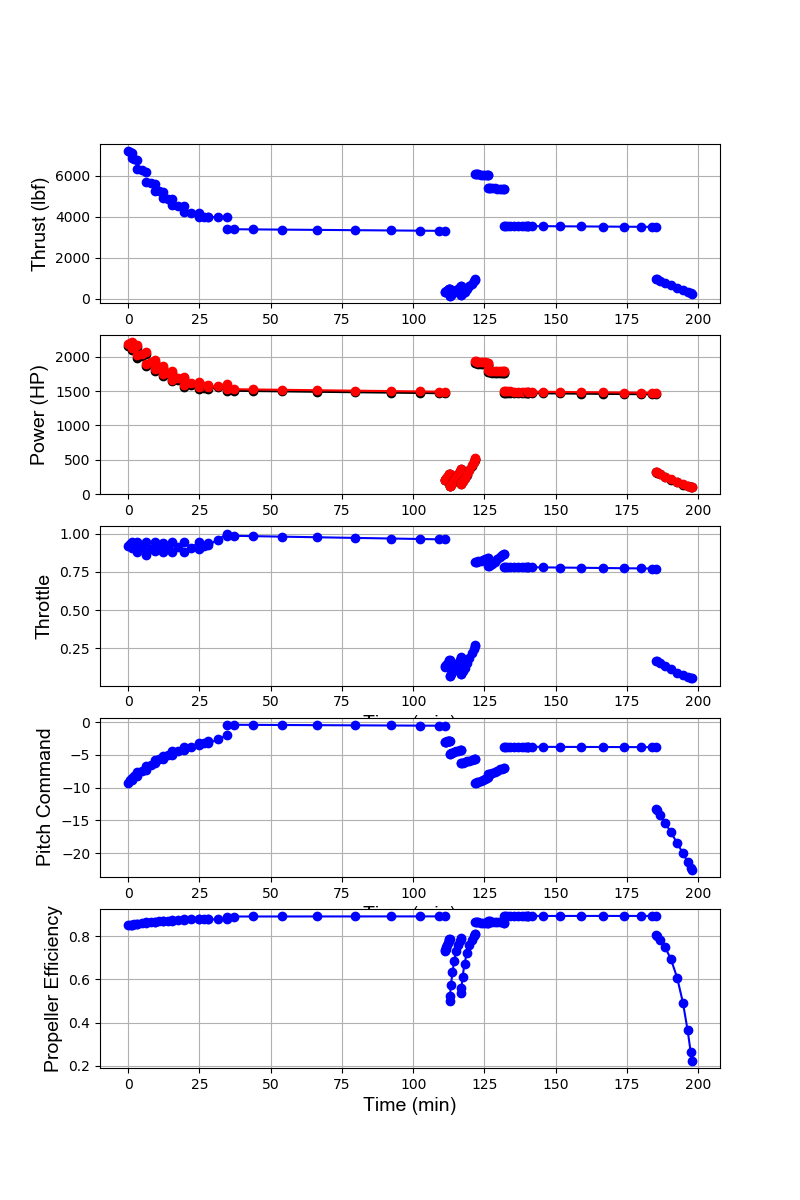 Thrust (lbf)
6000
4000
2000
0
0 25 50 75 100 125 150 175 200
Power (HP)
2000
1500
1000
500
0
0 25 50 75 100 125 150 175 200
Throttle
1.00
0.75
0.50
0.25
0 25 50 75 100 125 150 175 200
Time (min)
Pitch Command
0
−5
−10
−15
−20
0 25 50 75 100 125 150 175 200
Time (min)
Propeller Efficiency
0.8
0.6
0.4
0.2
0 25 50 75 100 125 150 175 200
Time (min)